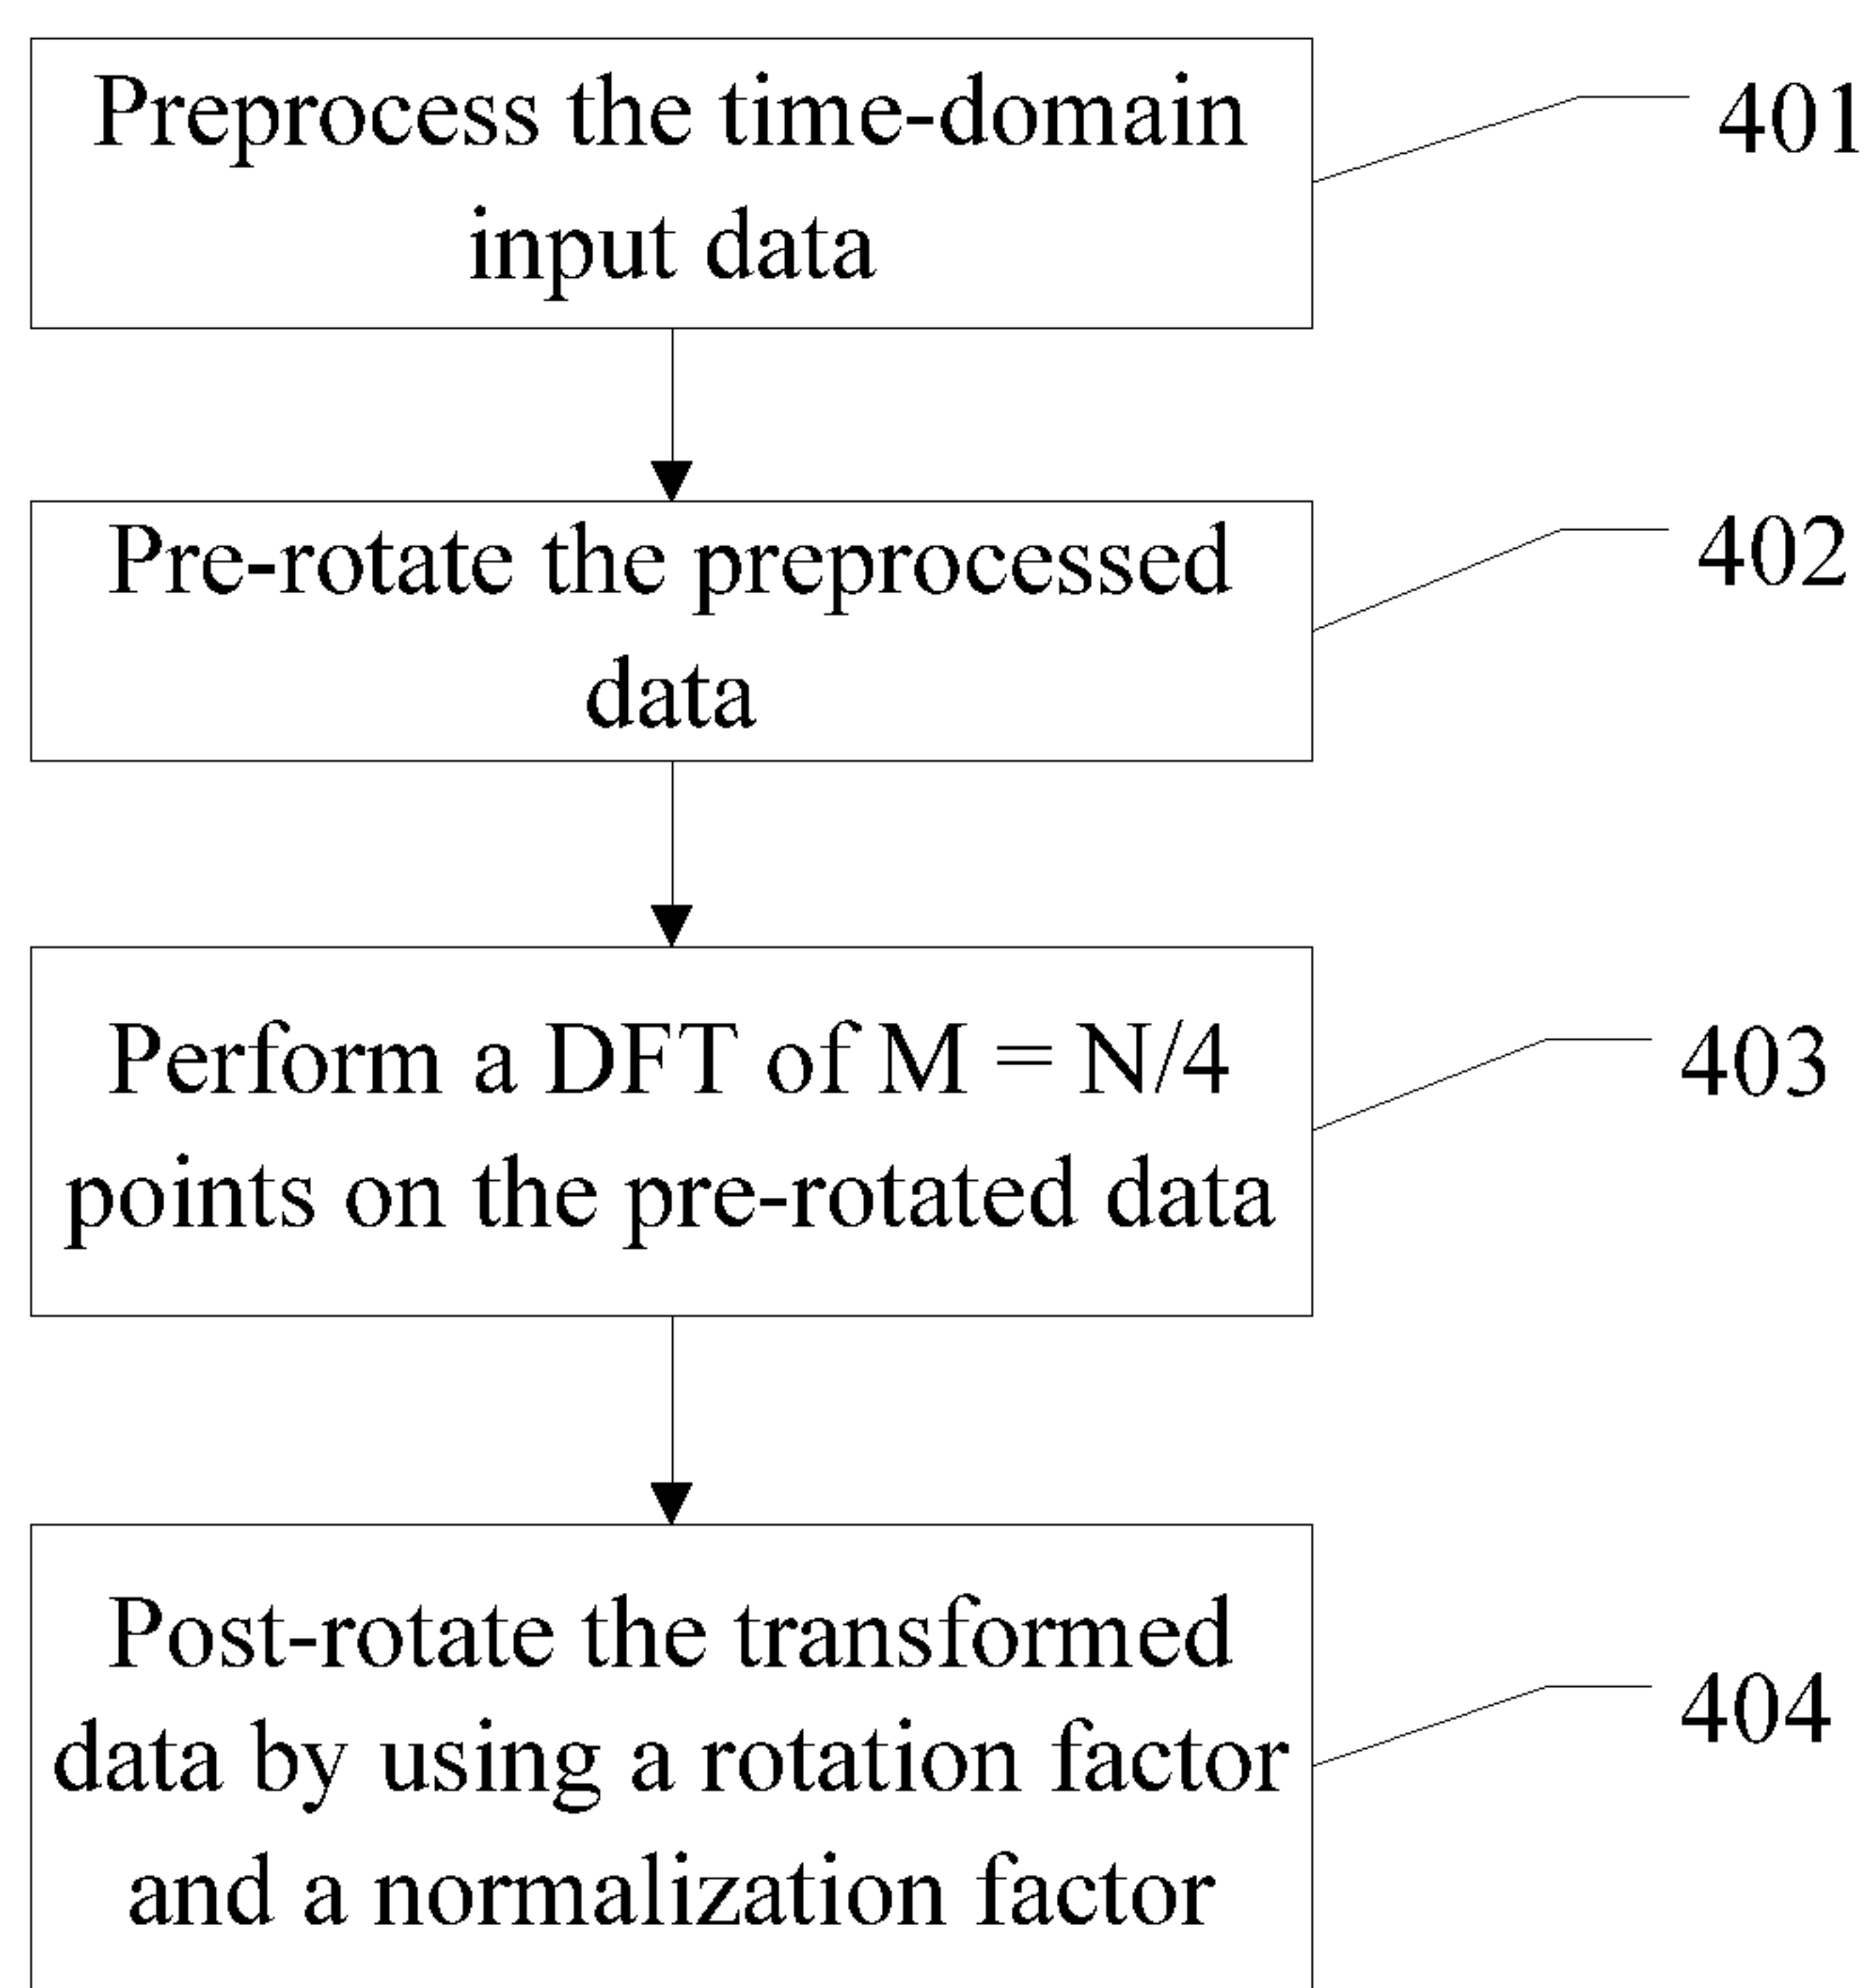 Preprocess the time-domain
input data
401
Pre-rotate the preprocessed
data
402
Perform a DFT of M = N/4
points on the pre-rotated data
403
Post-rotate the transformed
data by using a rotation factor
and a normalization factor
404